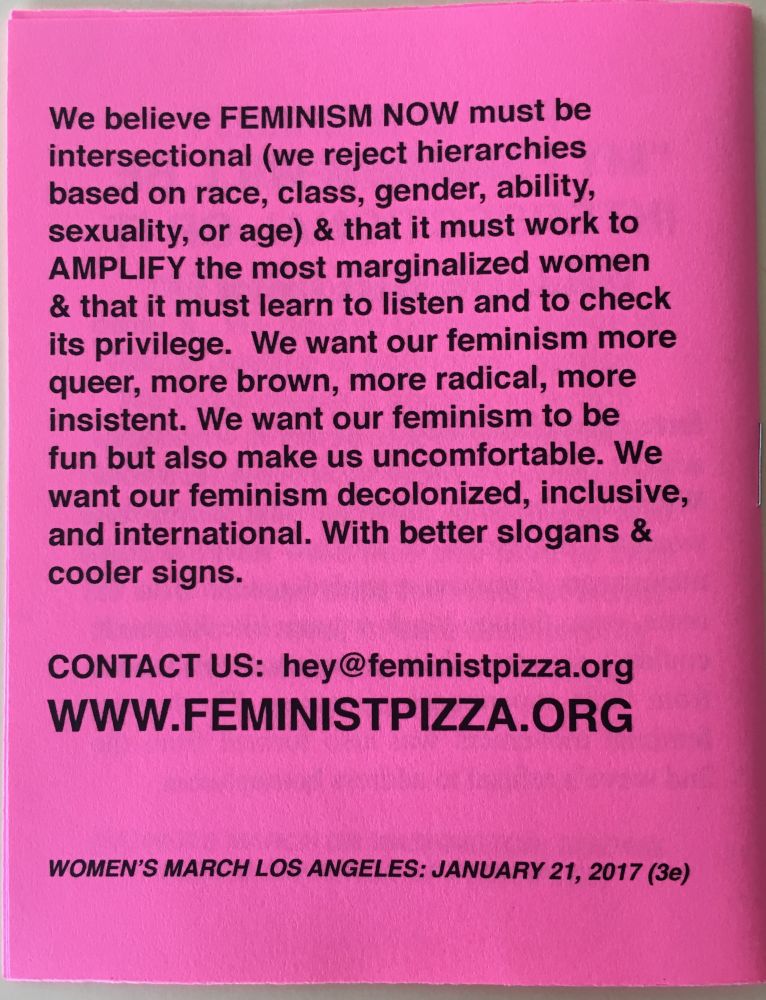 We believe FEMINISM NOW must be
intersectional (we reject hierarchies
based on race, class, gender, ability,
sexuality, or age) & that it must work to
AMPLIFY the most marginalized women
& that it must learn to listen and to check
its privilege.  We want our feminism more
queer, more brown, more radical, more
insistent. We want our feminism to be
fun but also make us uncomfortable. We
want our feminism decolonized, inclusive,
and international. With better slogans &
cooler signs.
CONTACT US:  hey@feministpizza.org
WWW.FEMINISTPIZZA.ORG
WOMEN'S MARCH LOS ANGELES: JANUARY 21, 2017 (3e)